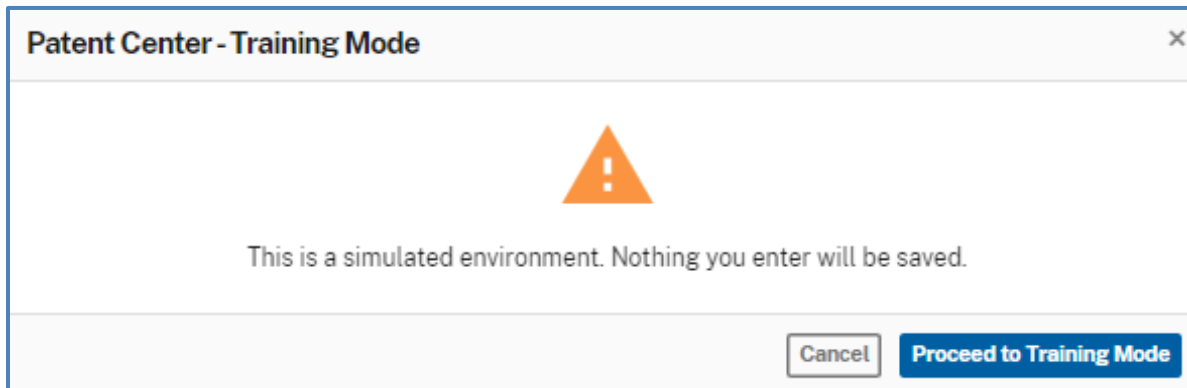 Patent Center - Training Mode
This is a simulated environment. Nothing you enter will be saved.
Cancel Proceed to Training Mode